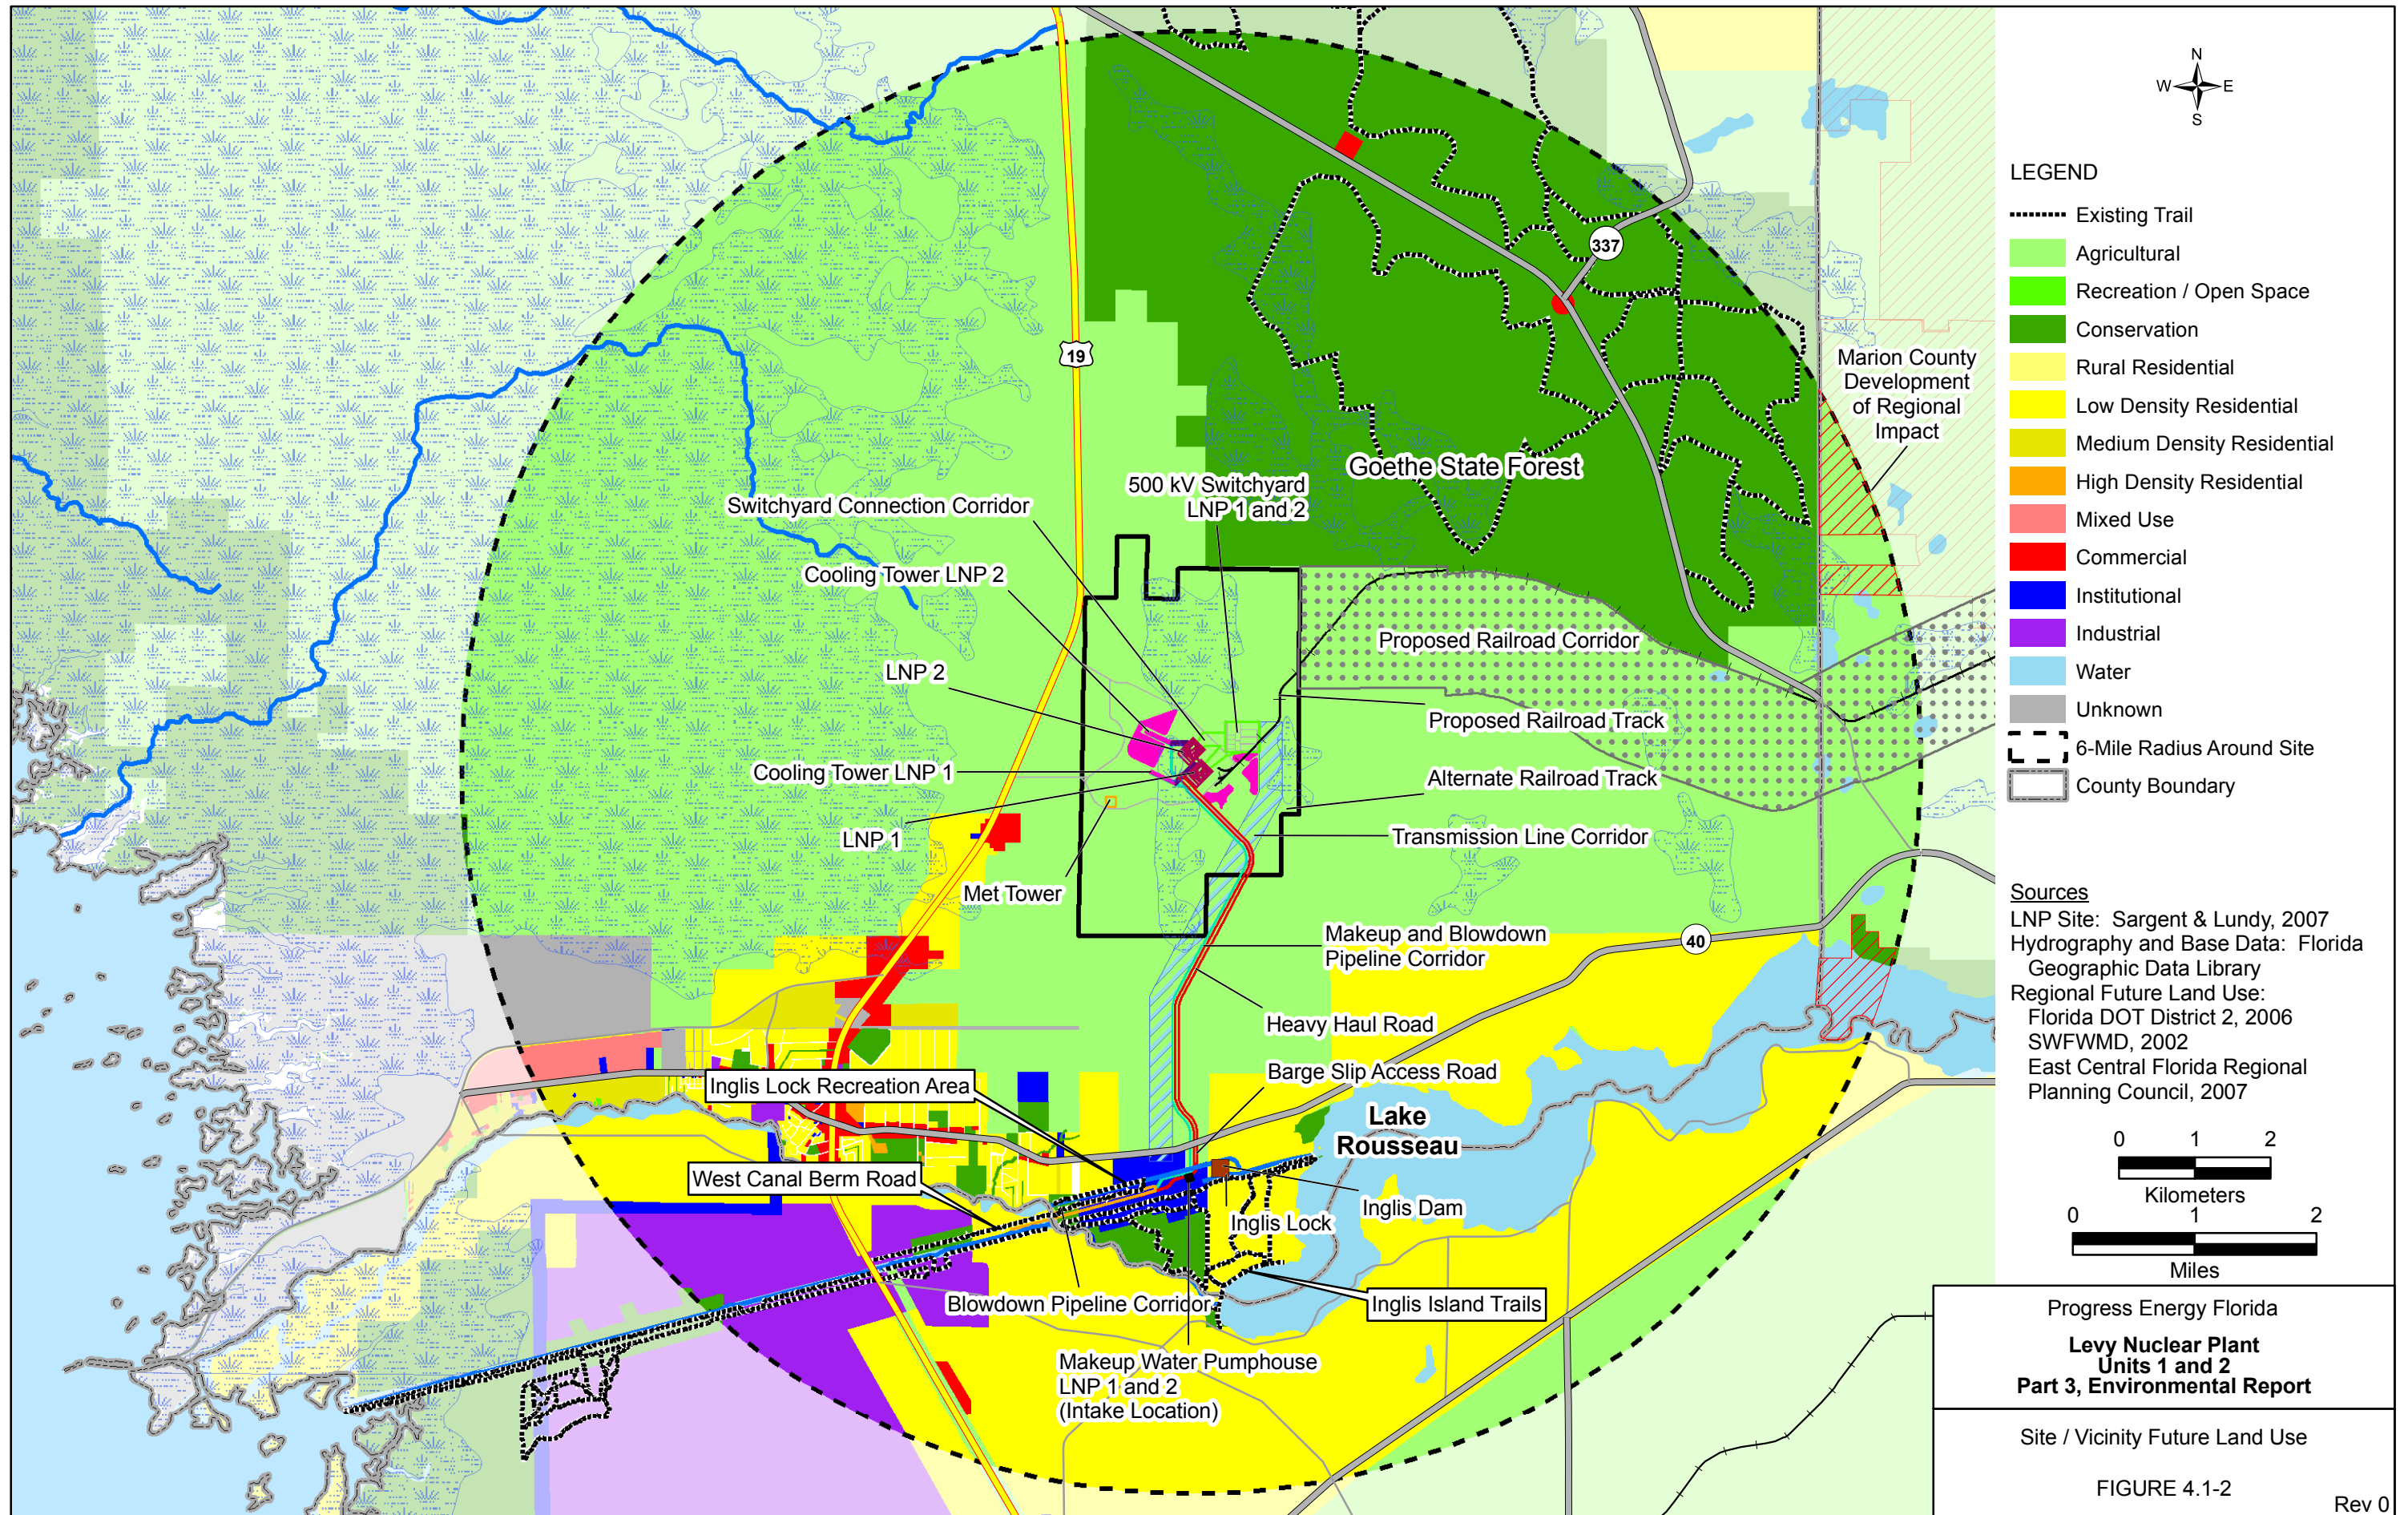 N
W E
S
LEGEND
Existing Trail
Agricultural
Recreation / Open Space
Conservation
Rural Residential
Low Density Residential
Medium Density Residential
High Density Residential
Mixed Use
Commercial
Institutional
Industrial
Water
Unknown
6-Mile Radius Around Site
County Boundary
Sources
LNP Site: Sargent & Lundy, 2007
Hydrography and Base Data: Florida
Geographic Data Library
Regional Future Land Use:
Florida DOT District 2, 2006
SWFWMD, 2002
East Central Florida Regional
Planning Council, 2007
0 1 2
Kilometers
0 1 2
Miles
Progress Energy Florida
Levy Nuclear Plant
Units 1 and 2
Part 3, Environmental Report
Site / Vicinity Future Land Use
FIGURE 4.1-2
Rev 0
337
19
Marion County
Development
of Regional
Impact
Goethe State Forest
500 kV Switchyard
LNP 1 and 2
Switchyard Connection Corridor
Cooling Tower LNP 2
Proposed Railroad Corridor
LNP 2
Proposed Railroad Track
Cooling Tower LNP 1
Alternate Railroad Track
LNP 1
Transmission Line Corridor
Met Tower
Makeup and Blowdown
Pipeline Corridor
40
Heavy Haul Road
Barge Slip Access Road
Inglis Lock Recreation Area
Lake
Rousseau
West Canal Berm Road
Inglis Dam
Inglis Lock
Blowdown Pipeline Corridor
Inglis Island Trails
Makeup Water Pumphouse
LNP 1 and 2
(Intake Location)